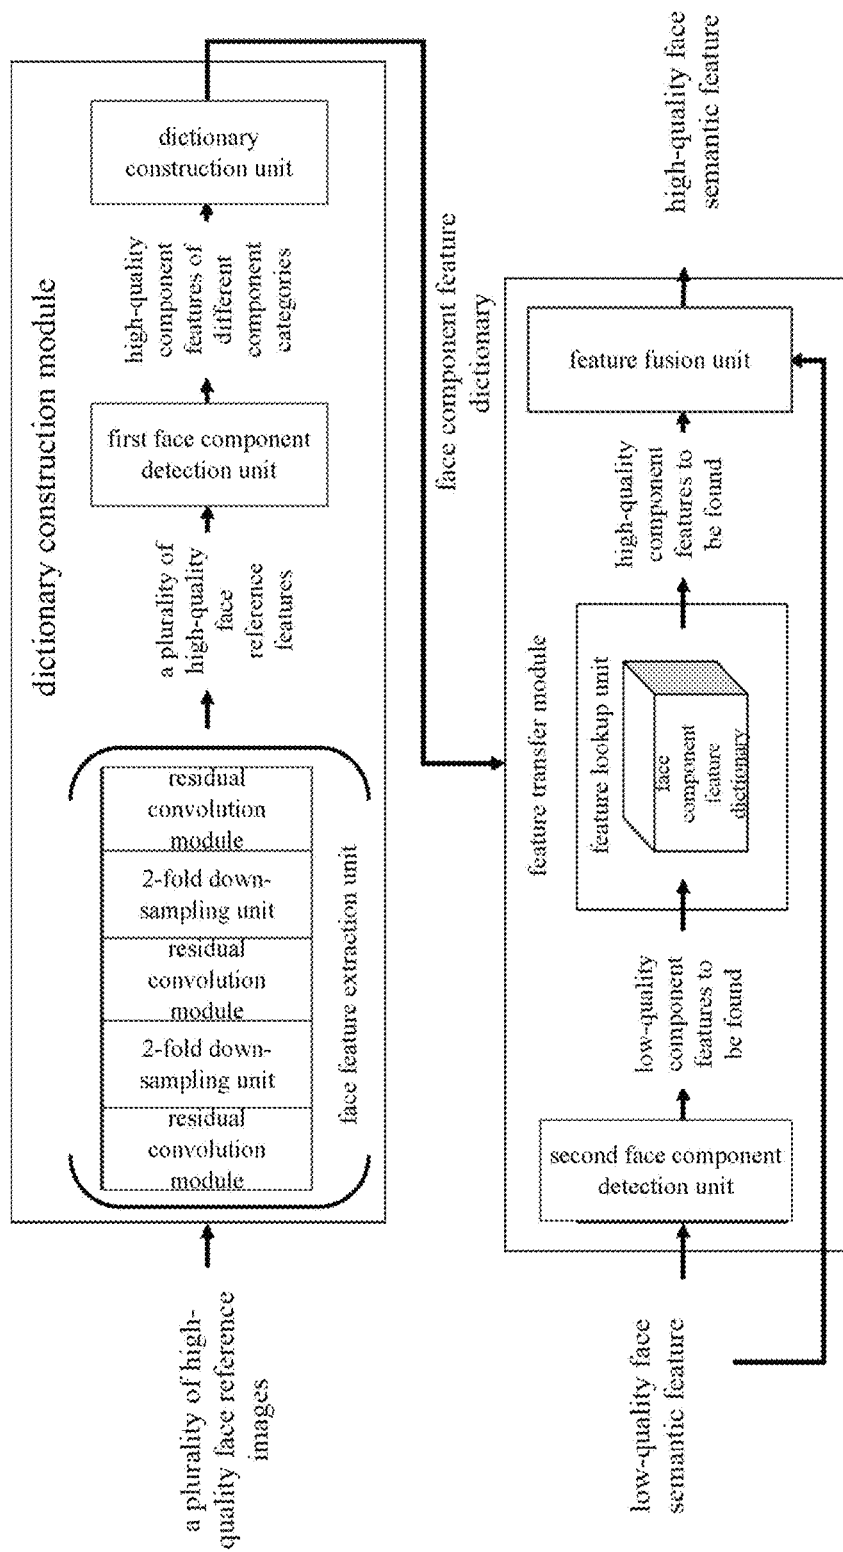 dictionary construction module
a plurality of high-
quality face reference
images
residual
convolution
module
2-fold down-
sampling unit
residual
convolution
module
2-fold down-
sampling unit
residual
convolution
module
face feature extraction unit
a plurality of
high-quality
face
reference
features
first face component
detection unit
high-quality
component
features of
different
component
categories
dictionary
construction unit
face component feature
dictionary
feature transfer module
low-quality face
semantic feature
second face component
detection unit
low-quality
component
features to
be found
feature lookup unit
face
component
feature
dictionary
high-quality
component
features to
be found
feature fusion unit
high-quality face
semantic feature